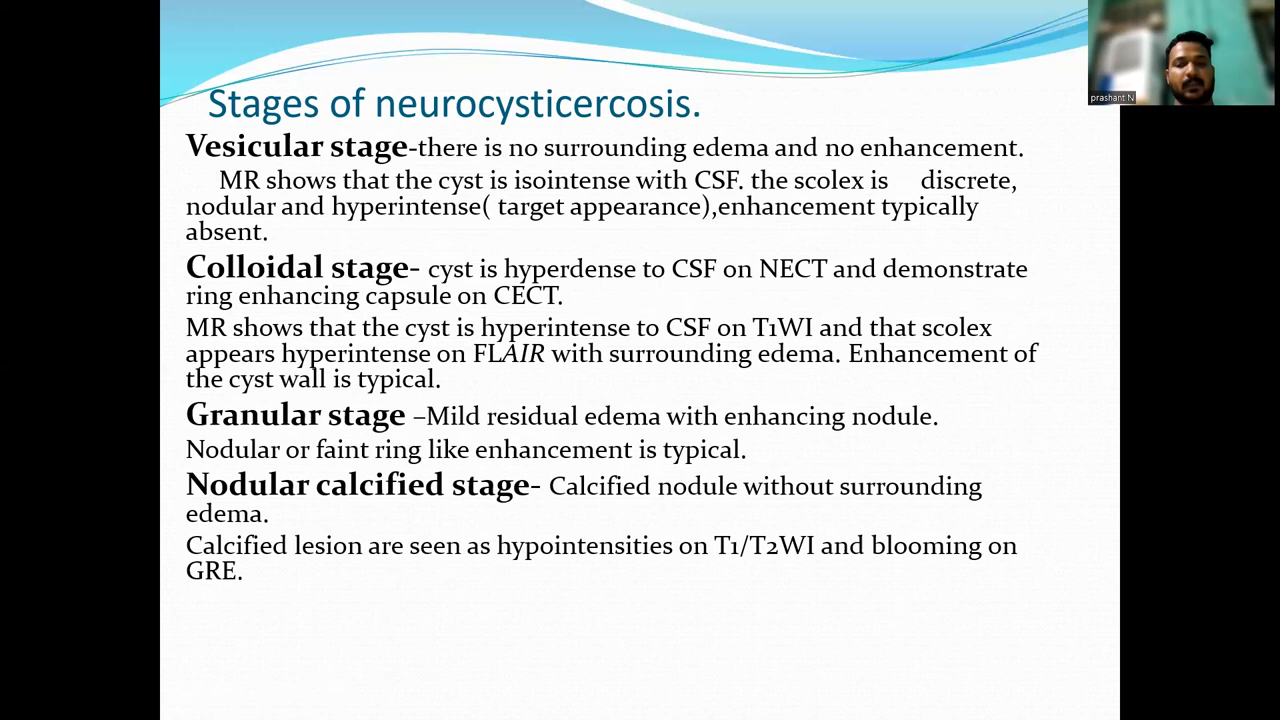 Stages of neurocysticercosis.
prashant N
Vesicular stage-there is no surrounding edema and no enhancement.
MR shows that the cyst is isointense with CSF. the scolex is discrete,
nodular and hyperintense( target appearance),enhancement typically
absent.
Colloidal stage- cyst is hyperdense to CSF on NECT and demonstrate
ring enhancing capsule on CECT.
MR shows that the cyst is hyperintense to CSF on T1WI and that scolex
appears hyperintense on FLAIR with surrounding edema. Enhancement of
the cyst wall is typical.
Granular stage –Mild residual edema with enhancing nodule.
Nodular or faint ring like enhancement is typical.
Nodular calcified stage- Calcified nodule without surrounding
edema.
Calcified lesion are seen as hypointensities on T1/T2WI and blooming on
GRE.